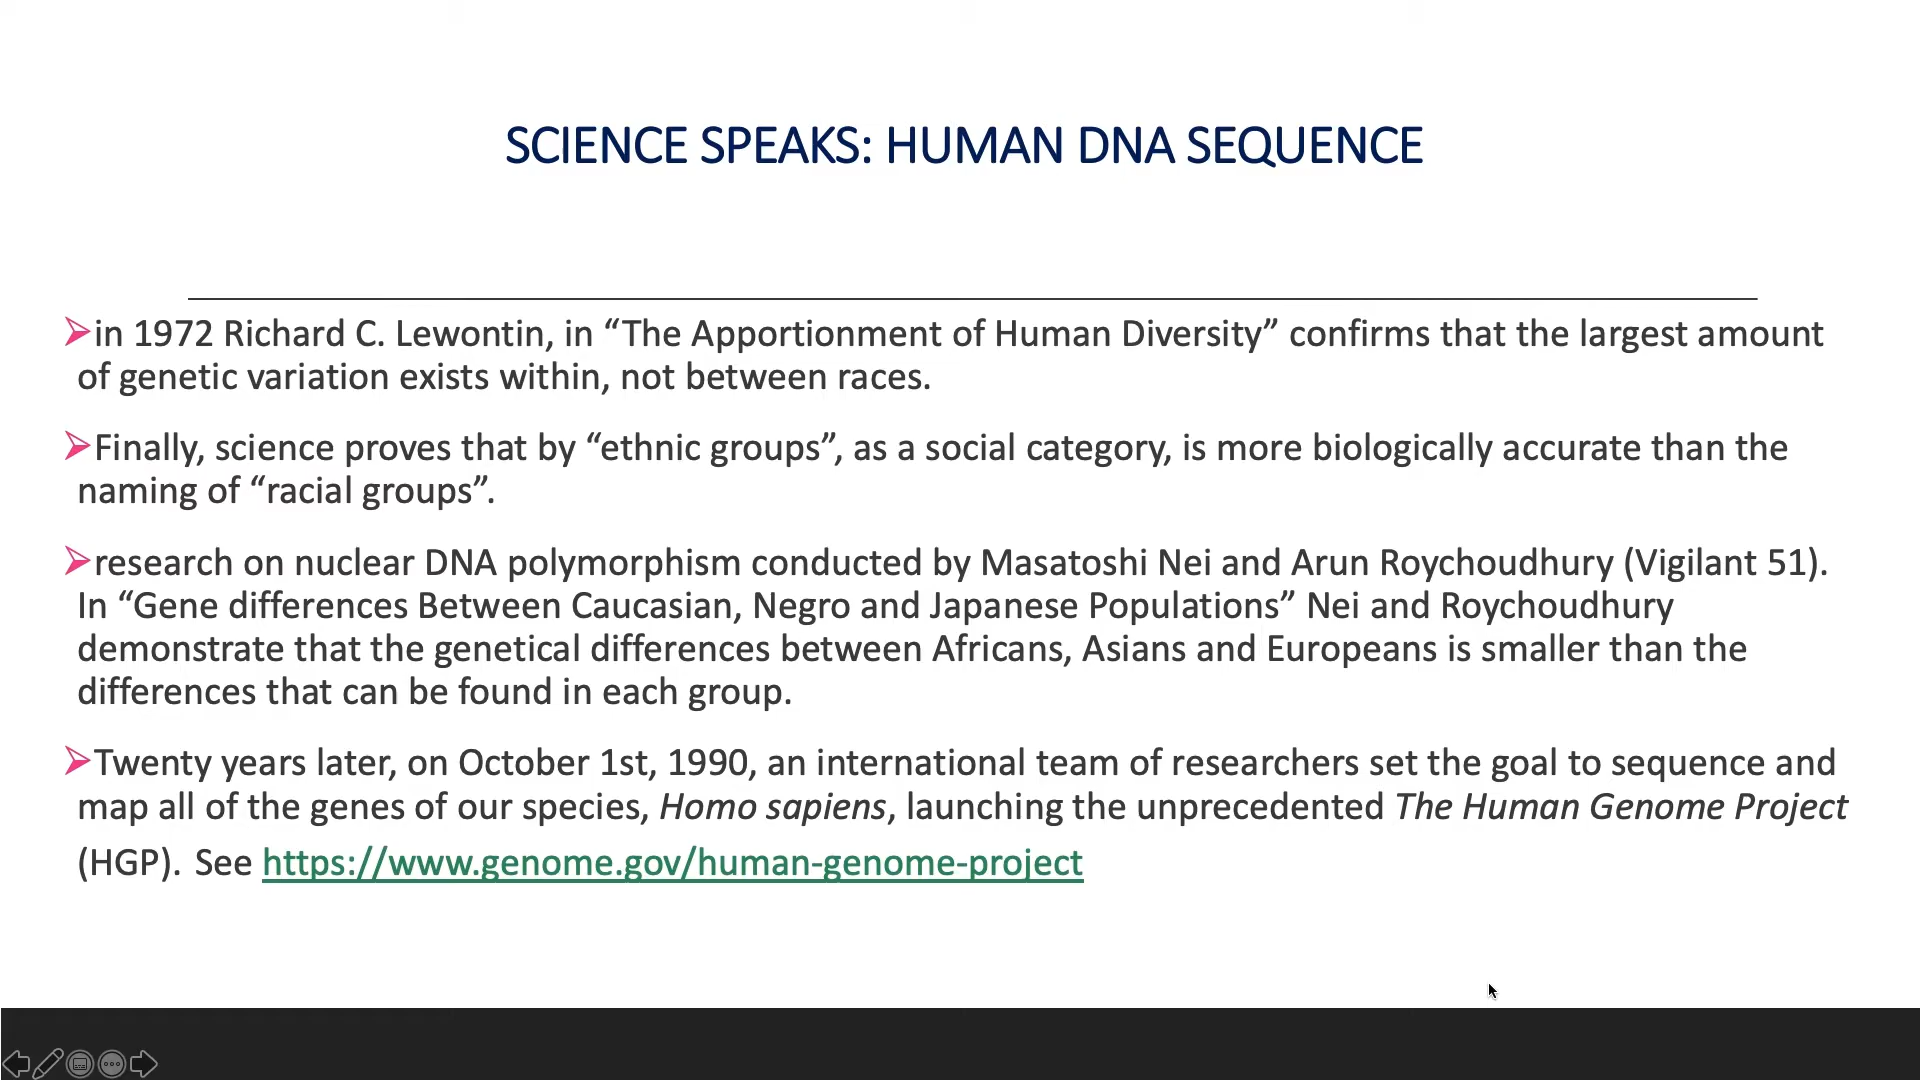 SCIENCE SPEAKS: HUMAN DNA SEQUENCE
in 1972 Richard C. Lewontin, in “The Apportionment of Human Diversity” confirms that the largest amount
of genetic variation exists within, not between races.
Finally, science proves that by “ethnic groups”, as a social category, is more biologically accurate than the
naming of “racial groups”.
research on nuclear DNA polymorphism conducted by Masatoshi Nei and Arun Roychoudhury (Vigilant 51).
In “Gene differences Between Caucasian, Negro and Japanese Populations” Nei and Roychoudhury
demonstrate that the genetical differences between Africans, Asians and Europeans is smaller than the
differences that can be found in each group.
Twenty years later, on October 1st, 1990, an international team of researchers set the goal to sequence and
map all of the genes of our species, Homo sapiens, launching the unprecedented The Human Genome Project
(HGP). See https://www.genome.gov/human-genome-project